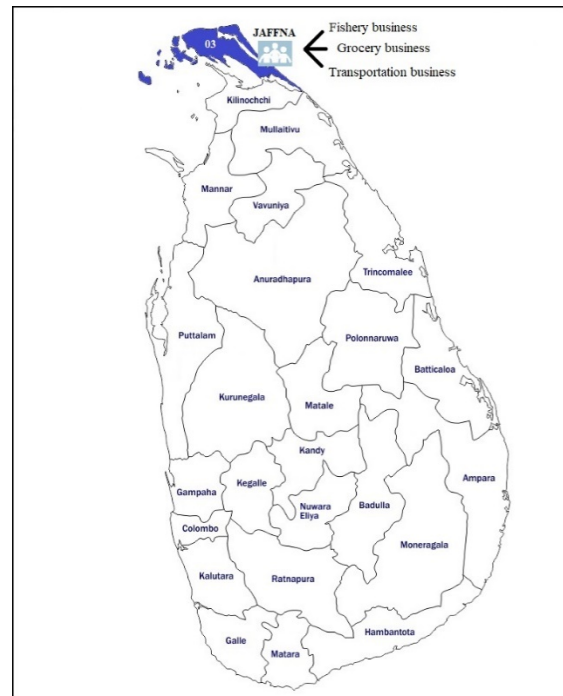 JAFFNA
Fishery business
03
Grocery business
Transportation business
Kilinochchi
Mullaitivu
Mannar
Vavuniya
Trincomalee
Anuradhapura
Puttalam
Polonnaruwa
Batticaloa
Kurunegala
Matale
Kandy
Ampara
Kegalle
Gampaha
Nuwara
Eliya
Badulla
Colombo
Moneragala
Kalutara
Ratnapura
Hambantota
Galle
Matara